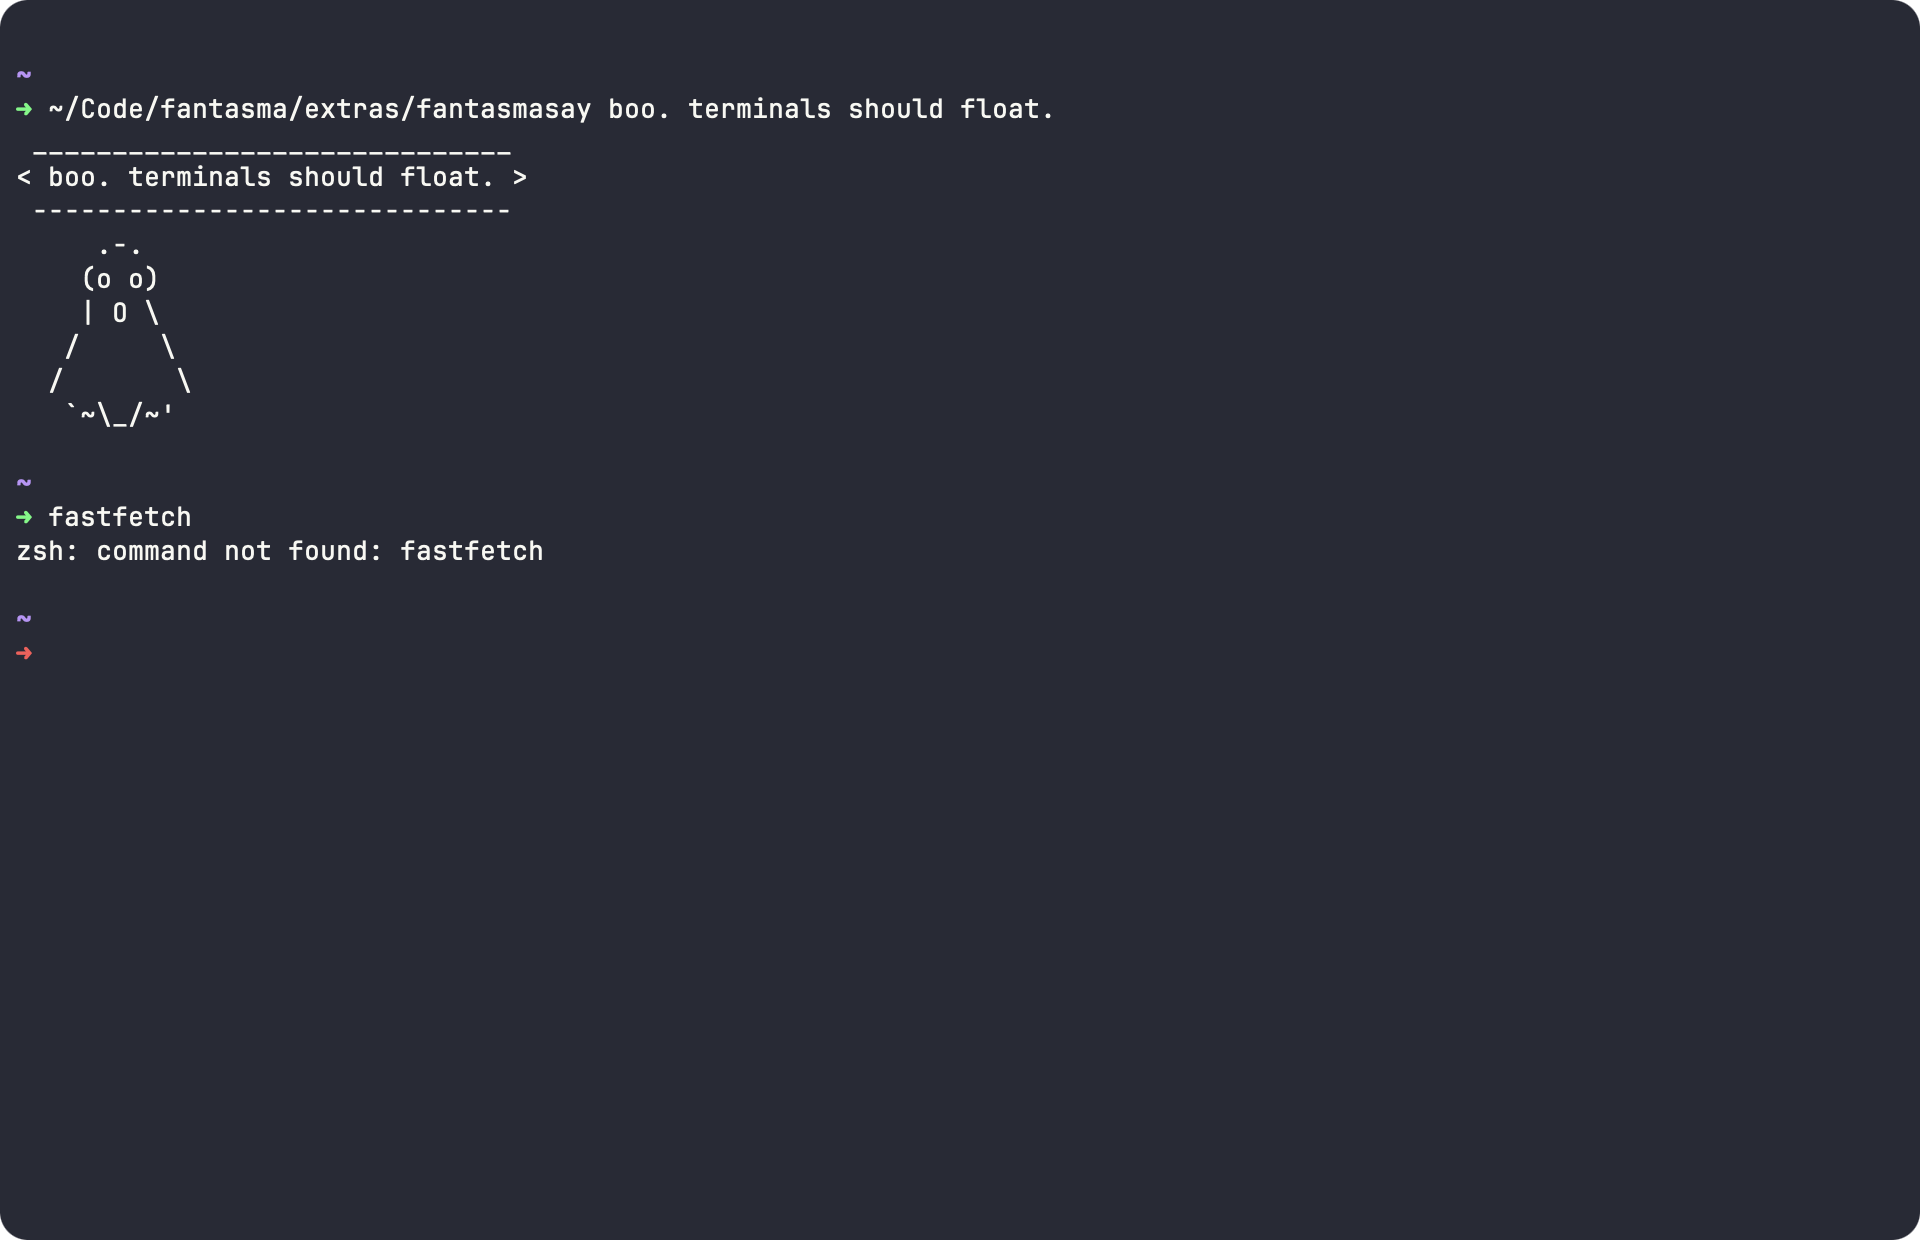 ~
➜ ~/Code/fantasma/extras/fantasmasay boo. terminals should float.
 ______________________________
< boo. terminals should float. >
 ------------------------------
     .-.
    (o o)
    | O \
   /     \
  /       \
   `~\_/~'
~
➜ fastfetch
zsh: command not found: fastfetch
~
➜